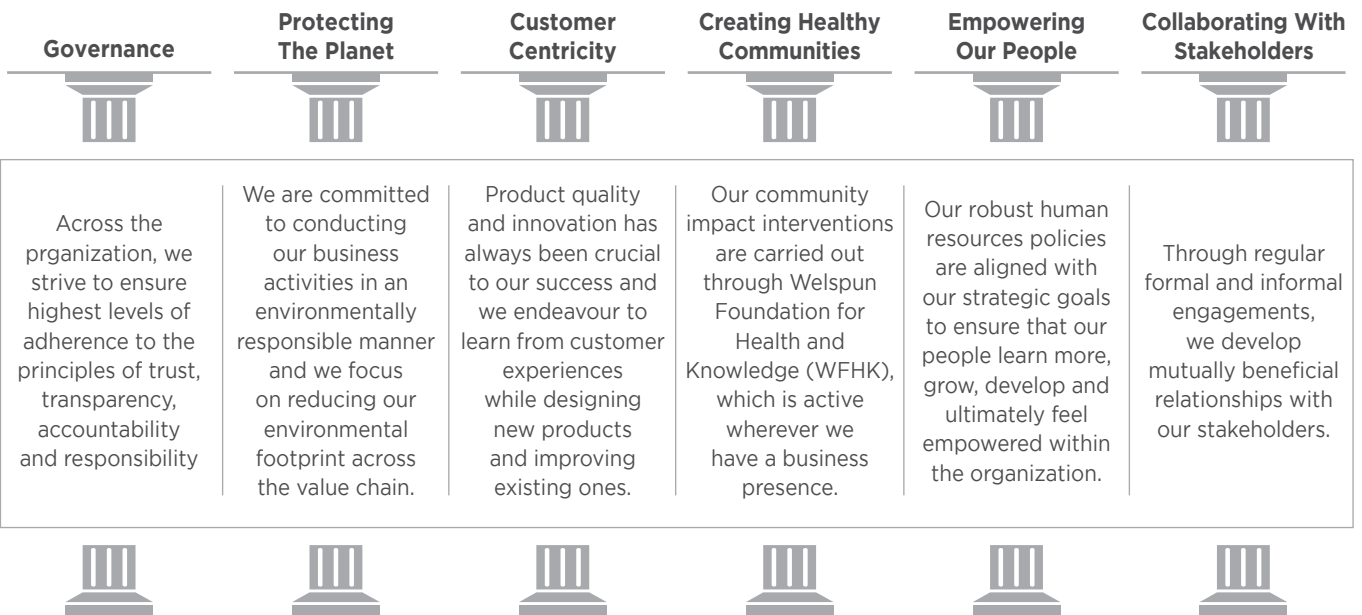 Governance
Protecting
The Planet
Customer
Centricity
Creating Healthy
Communities
Empowering
Our People
Collaborating With
Stakeholders
Across the
prganization, we
strive to ensure
highest levels of
adherence to the
principles of trust,
transparency,
accountability
and responsibility
We are committed
to conducting
our business
activities in an
environmentally
responsible manner
and we focus
on reducing our
environmental
footprint across
the value chain.
Product quality
and innovation has
always been crucial
to our success and
we endeavour to
learn from customer
experiences
while designing
new products
and improving
existing ones.
Our community
impact interventions
are carried out
through Welspun
Foundation for
Health and
Knowledge (WFHK),
which is active
wherever we
have a business
presence.
Our robust human
resources policies
are aligned with
our strategic goals
to ensure that our
people learn more,
grow, develop and
ultimately feel
empowered within
the organization.
Through regular
formal and informal
engagements,
we develop
mutually beneficial
relationships with
our stakeholders.